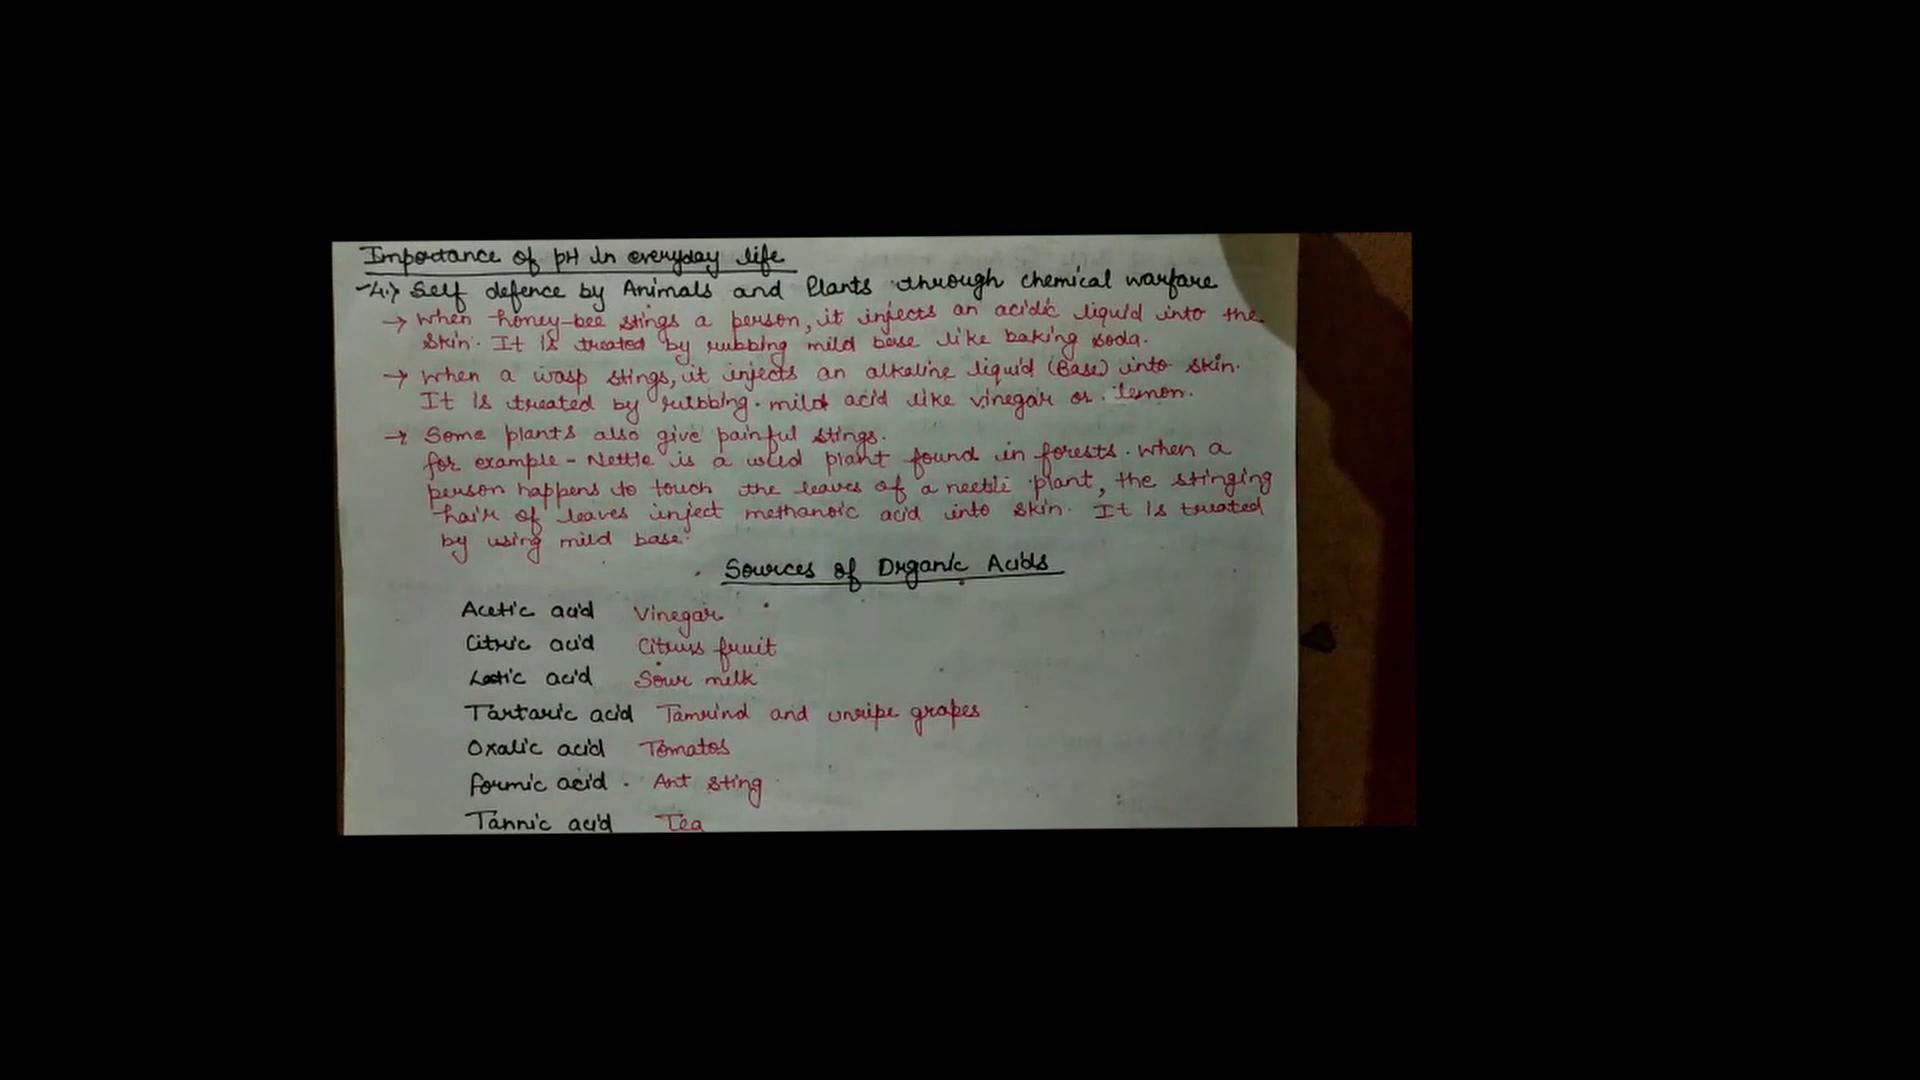 Importance of pH in everyday life
4.) Self defence by Animals and Plants through chemical warfare
→ When honey-bee stings a person, it injects an acidic liquid into the
skin. It is treated by rubbing mild base like baking soda.
→ When a wasp stings, it injects an alkaline liquid (Base) into skin.
It is treated by rubbing mild acid like vinegar or lemon.
→ Some plants also give painful stings.
for example - Nettle is a wild plant found in forests. When a
person happens to touch the leaves of a neetle plant, the stinging
hair of leaves inject methanoic acid into skin. It is treated
by using mild base.
Sources of Organic Acids
Acetic acid Vinegar
Citric acid Citrus fruit
Lactic acid Sour milk
Tartaric acid Tamrind and unripe grapes
Oxalic acid Tomatos
formic acid Ant sting
Tannic acid Tea